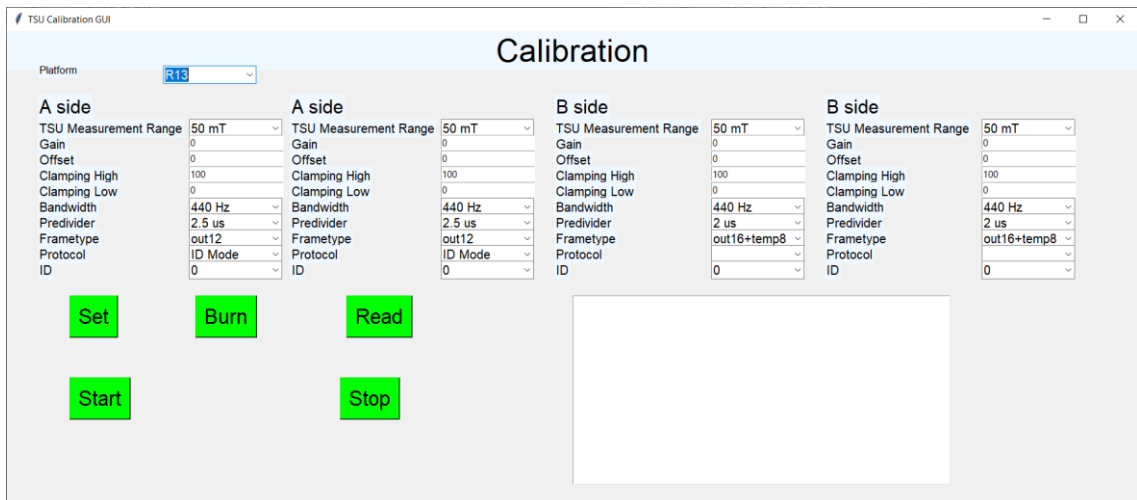 TSU Calibration GUI
Calibration
Platform R13
A side A side B side B side
TSU Measurement Range 50 mT TSU Measurement Range 50 mT TSU Measurement Range 50 mT TSU Measurement Range 50 mT
Gain 0 Gain 0 Gain 0 Gain 0
Offset 0 Offset 0 Offset 0 Offset 0
Clamping High 100 Clamping High 100 Clamping High 100 Clamping High 100
Clamping Low 0 Clamping Low 0 Clamping Low 0 Clamping Low 0
Bandwidth 440 Hz Bandwidth 440 Hz Bandwidth 440 Hz Bandwidth 440 Hz
Predivider 2.5 us Predivider 2.5 us Predivider 2 us Predivider 2 us
Frametype out12 Frametype out12 Frametype out16+temp8 Frametype out16+temp8
Protocol ID Mode Protocol ID Mode Protocol Protocol
ID 0 ID 0 ID 0 ID 0
Set Burn Read
Start Stop